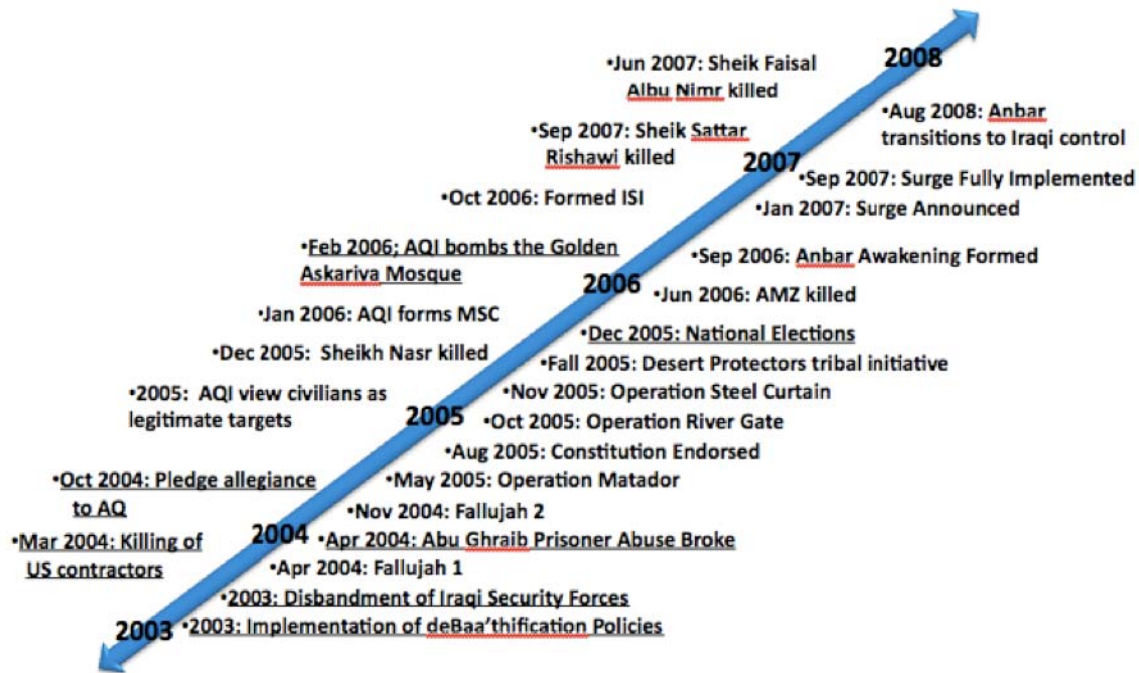 2008
•Jun 2007: Sheik Faisal
Albu Nimr killed
•Aug 2008: Anbar
transitions to Iraqi control
•Sep 2007: Sheik Sattar
Rishawi killed
2007
•Sep 2007: Surge Fully Implemented
•Oct 2006: Formed ISI
•Jan 2007: Surge Announced
•Feb 2006; AQI bombs the Golden
Askariva Mosque
•Sep 2006: Anbar Awakening Formed
2006
•Jun 2006: AMZ killed
•Jan 2006: AQI forms MSC
•Dec 2005: National Elections
•Dec 2005:  Sheikh Nasr killed
•Fall 2005: Desert Protectors tribal initiative
•2005:  AQI view civilians as
legitimate targets
•Nov 2005: Operation Steel Curtain
2005
•Oct 2005: Operation River Gate
•Aug 2005: Constitution Endorsed
•Oct 2004: Pledge allegiance
to AQ
•May 2005: Operation Matador
•Nov 2004: Fallujah 2
2004
•Mar 2004: Killing of
US contractors
•Apr 2004: Abu Ghraib Prisoner Abuse Broke
•Apr 2004: Fallujah 1
•2003: Disbandment of Iraqi Security Forces
2003
•2003: Implementation of deBaa'thification Policies